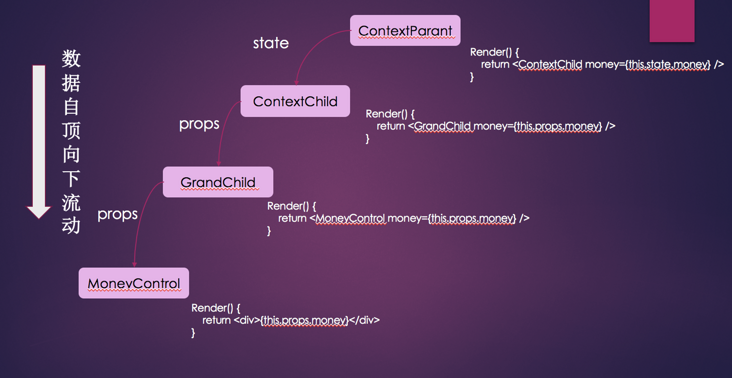 数据自顶向下流动
ContextParant
state
Render() {
return <ContextChild money={this.state.money} />
}
ContextChild
props
Render() {
return <GrandChild money={this.props.money} />
}
GrandChild
props
Render() {
return <MoneyControl money={this.props.money} />
}
MoneyControl
Render() {
return <div>{this.props.money}</div>
}